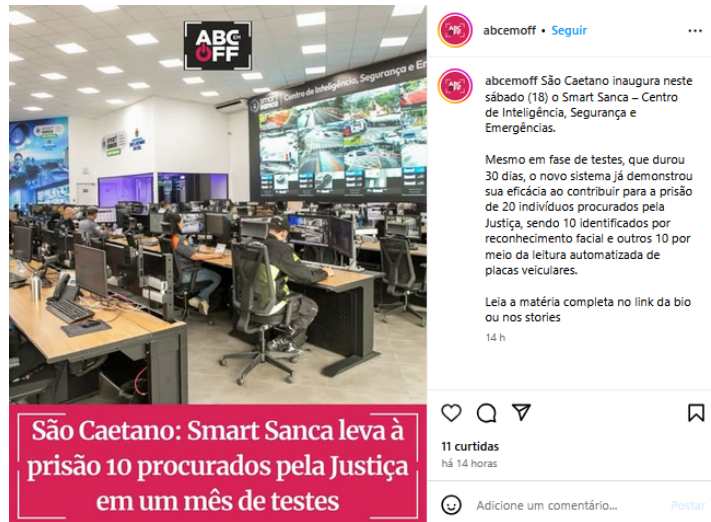 ABC EM
OFF
smart
sanca
Centro de Inteligência, Segurança e
abcemoff • Seguir
abcemoff São Caetano inaugura neste
sábado (18) o Smart Sanca – Centro
de Inteligência, Segurança e
Emergências.
Mesmo em fase de testes, que durou
30 dias, o novo sistema já demonstrou
sua eficácia ao contribuir para a prisão
de 20 indivíduos procurados pela
Justiça, sendo 10 identificados por
reconhecimento facial e outros 10 por
meio da leitura automatizada de
placas veiculares.
Leia a matéria completa no link da bio
ou nos stories
14 h
São Caetano: Smart Sanca leva à
prisão 10 procurados pela Justiça
em um mês de testes
11 curtidas
há 14 horas
Adicione um comentário...
Postar